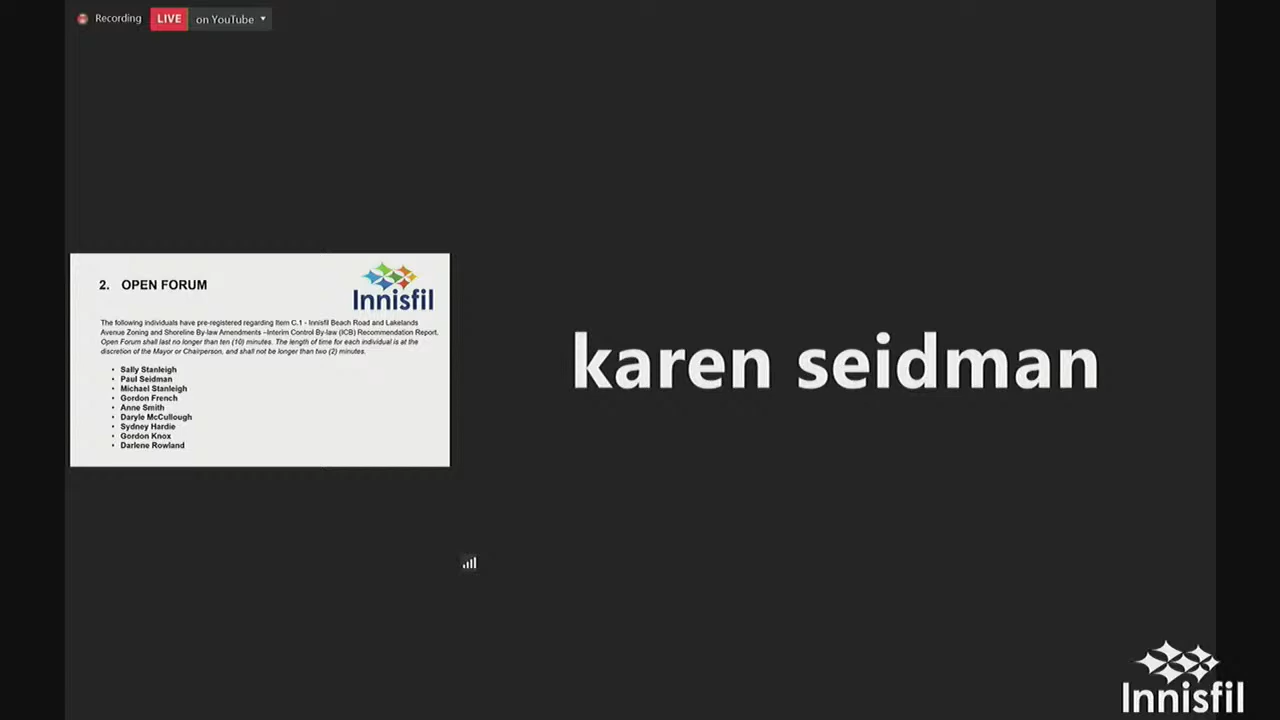 Recording LIVE on YouTube
2. OPEN FORUM
Innisfil
The following individuals have pre-registered regarding Item C.1 - Innisfil Beach Road and Lakelands
Avenue Zoning and Shoreline By-law Amendments –Interim Control By-law (ICB) Recommendation Report.
Open Forum shall last no longer than ten (10) minutes. The length of time for each individual is at the
discretion of the Mayor or Chairperson, and shall not be longer than two (2) minutes.
• Sally Stanleigh
• Paul Seidman
• Michael Stanleigh
• Gordon French
• Anne Smith
• Daryle McCullough
• Sydney Hardie
• Gordon Knox
• Darlene Rowland
karen seidman
Innisfil